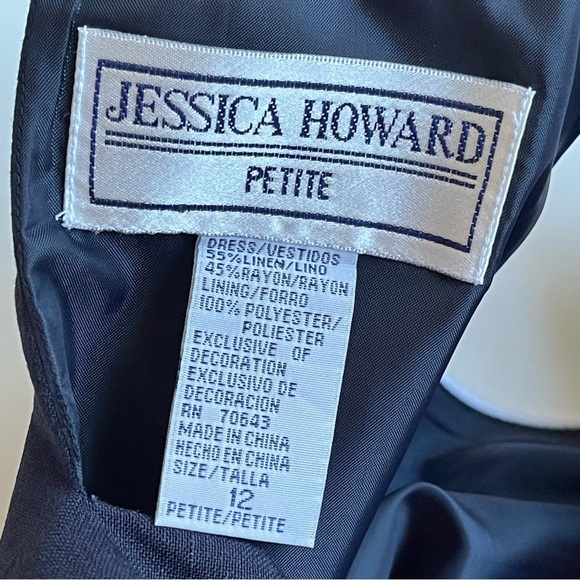 JESSICA HOWARD
PETITE
DRESS/VESTIDOS
55%LINEN/LINO
45%RAYON/RAYON
LINING/FORRO
100% POLYESTER/
POLIESTER
EXCLUSIVE OF
DECORATION
EXCLUSIVO DE
DECORACION
RN 70643
MADE IN CHINA
HECHO EN CHINA
SIZE/TALLA
12
PETITE/PETITE